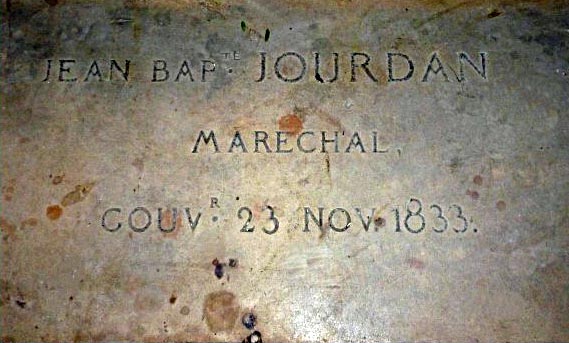 JEAN BAPTE. JOURDAN
MARECHAL,
GOUVR. 23 NOV. 1833.